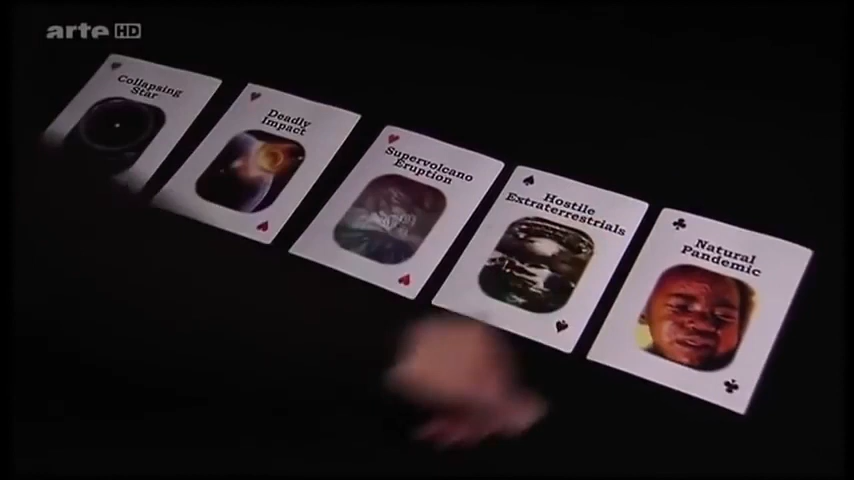 arte HD
Collapsing
Star
Deadly
Impact
Supervolcano
Eruption
Hostile
Extraterrestrials
Natural
Pandemic